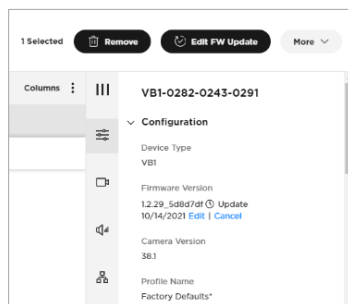 1 Selected Remove Edit FW Update More
Columns
VB1-0282-0243-0291
Configuration
Device Type
VB1
Firmware Version
1.2.29_5d8d7df Update
10/14/2021 Edit | Cancel
Camera Version
38.1
Profile Name
Factory Defaults*